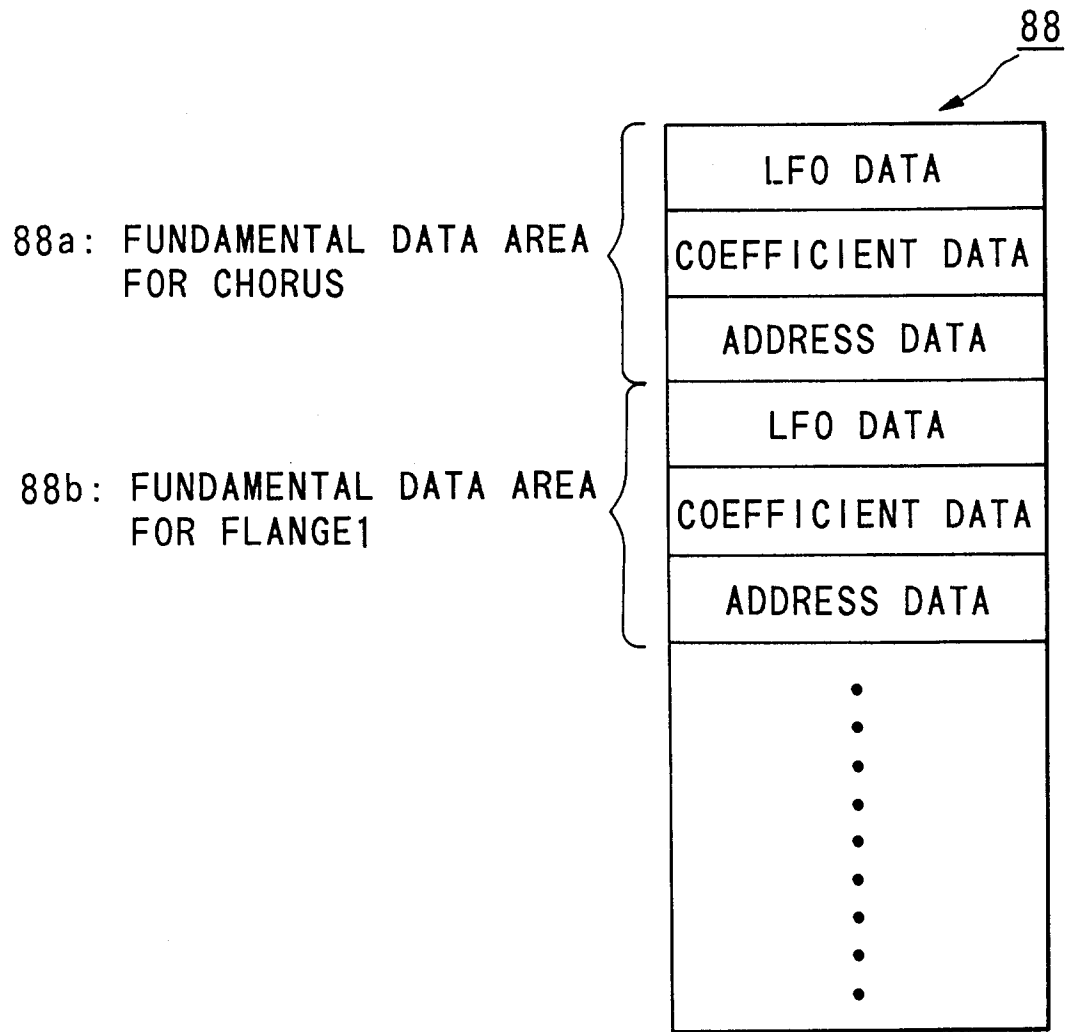 88
LFO DATA
88a: FUNDAMENTAL DATA AREA
FOR CHORUS
COEFFICIENT DATA
ADDRESS DATA
LFO DATA
88b: FUNDAMENTAL DATA AREA
FOR FLANGE1
COEFFICIENT DATA
ADDRESS DATA